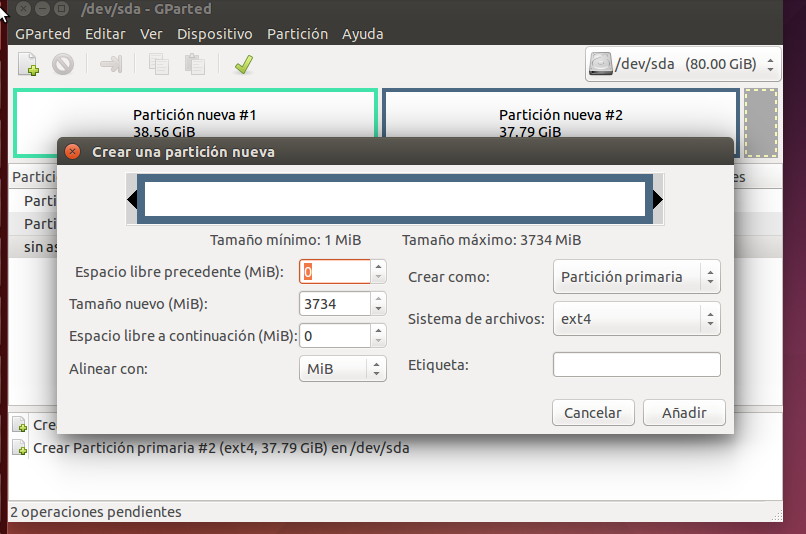 /dev/sda - GParted
GParted Editar Ver Dispositivo Partición Ayuda
/dev/sda (80.00 GiB)
Partición nueva #1
38.56 GiB
Partición nueva #2
37.79 GiB
Crear una partición nueva
Tamaño mínimo: 1 MiB Tamaño máximo: 3734 MiB
Espacio libre precedente (MiB): 0
Crear como: Partición primaria
Tamaño nuevo (MiB): 3734
Sistema de archivos: ext4
Espacio libre a continuación (MiB): 0
Alinear con: MiB
Etiqueta:
Cancelar Añadir
Partici
es
Parti
Parti
sin as
Cre
Crear Partición primaria #2 (ext4, 37.79 GiB) en /dev/sda
2 operaciones pendientes